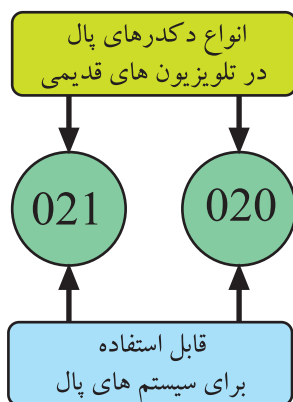 انواع دکدرهای پال
در تلویزیون های قدیمی
020
021
قابل استفاده
برای سیستم های پال